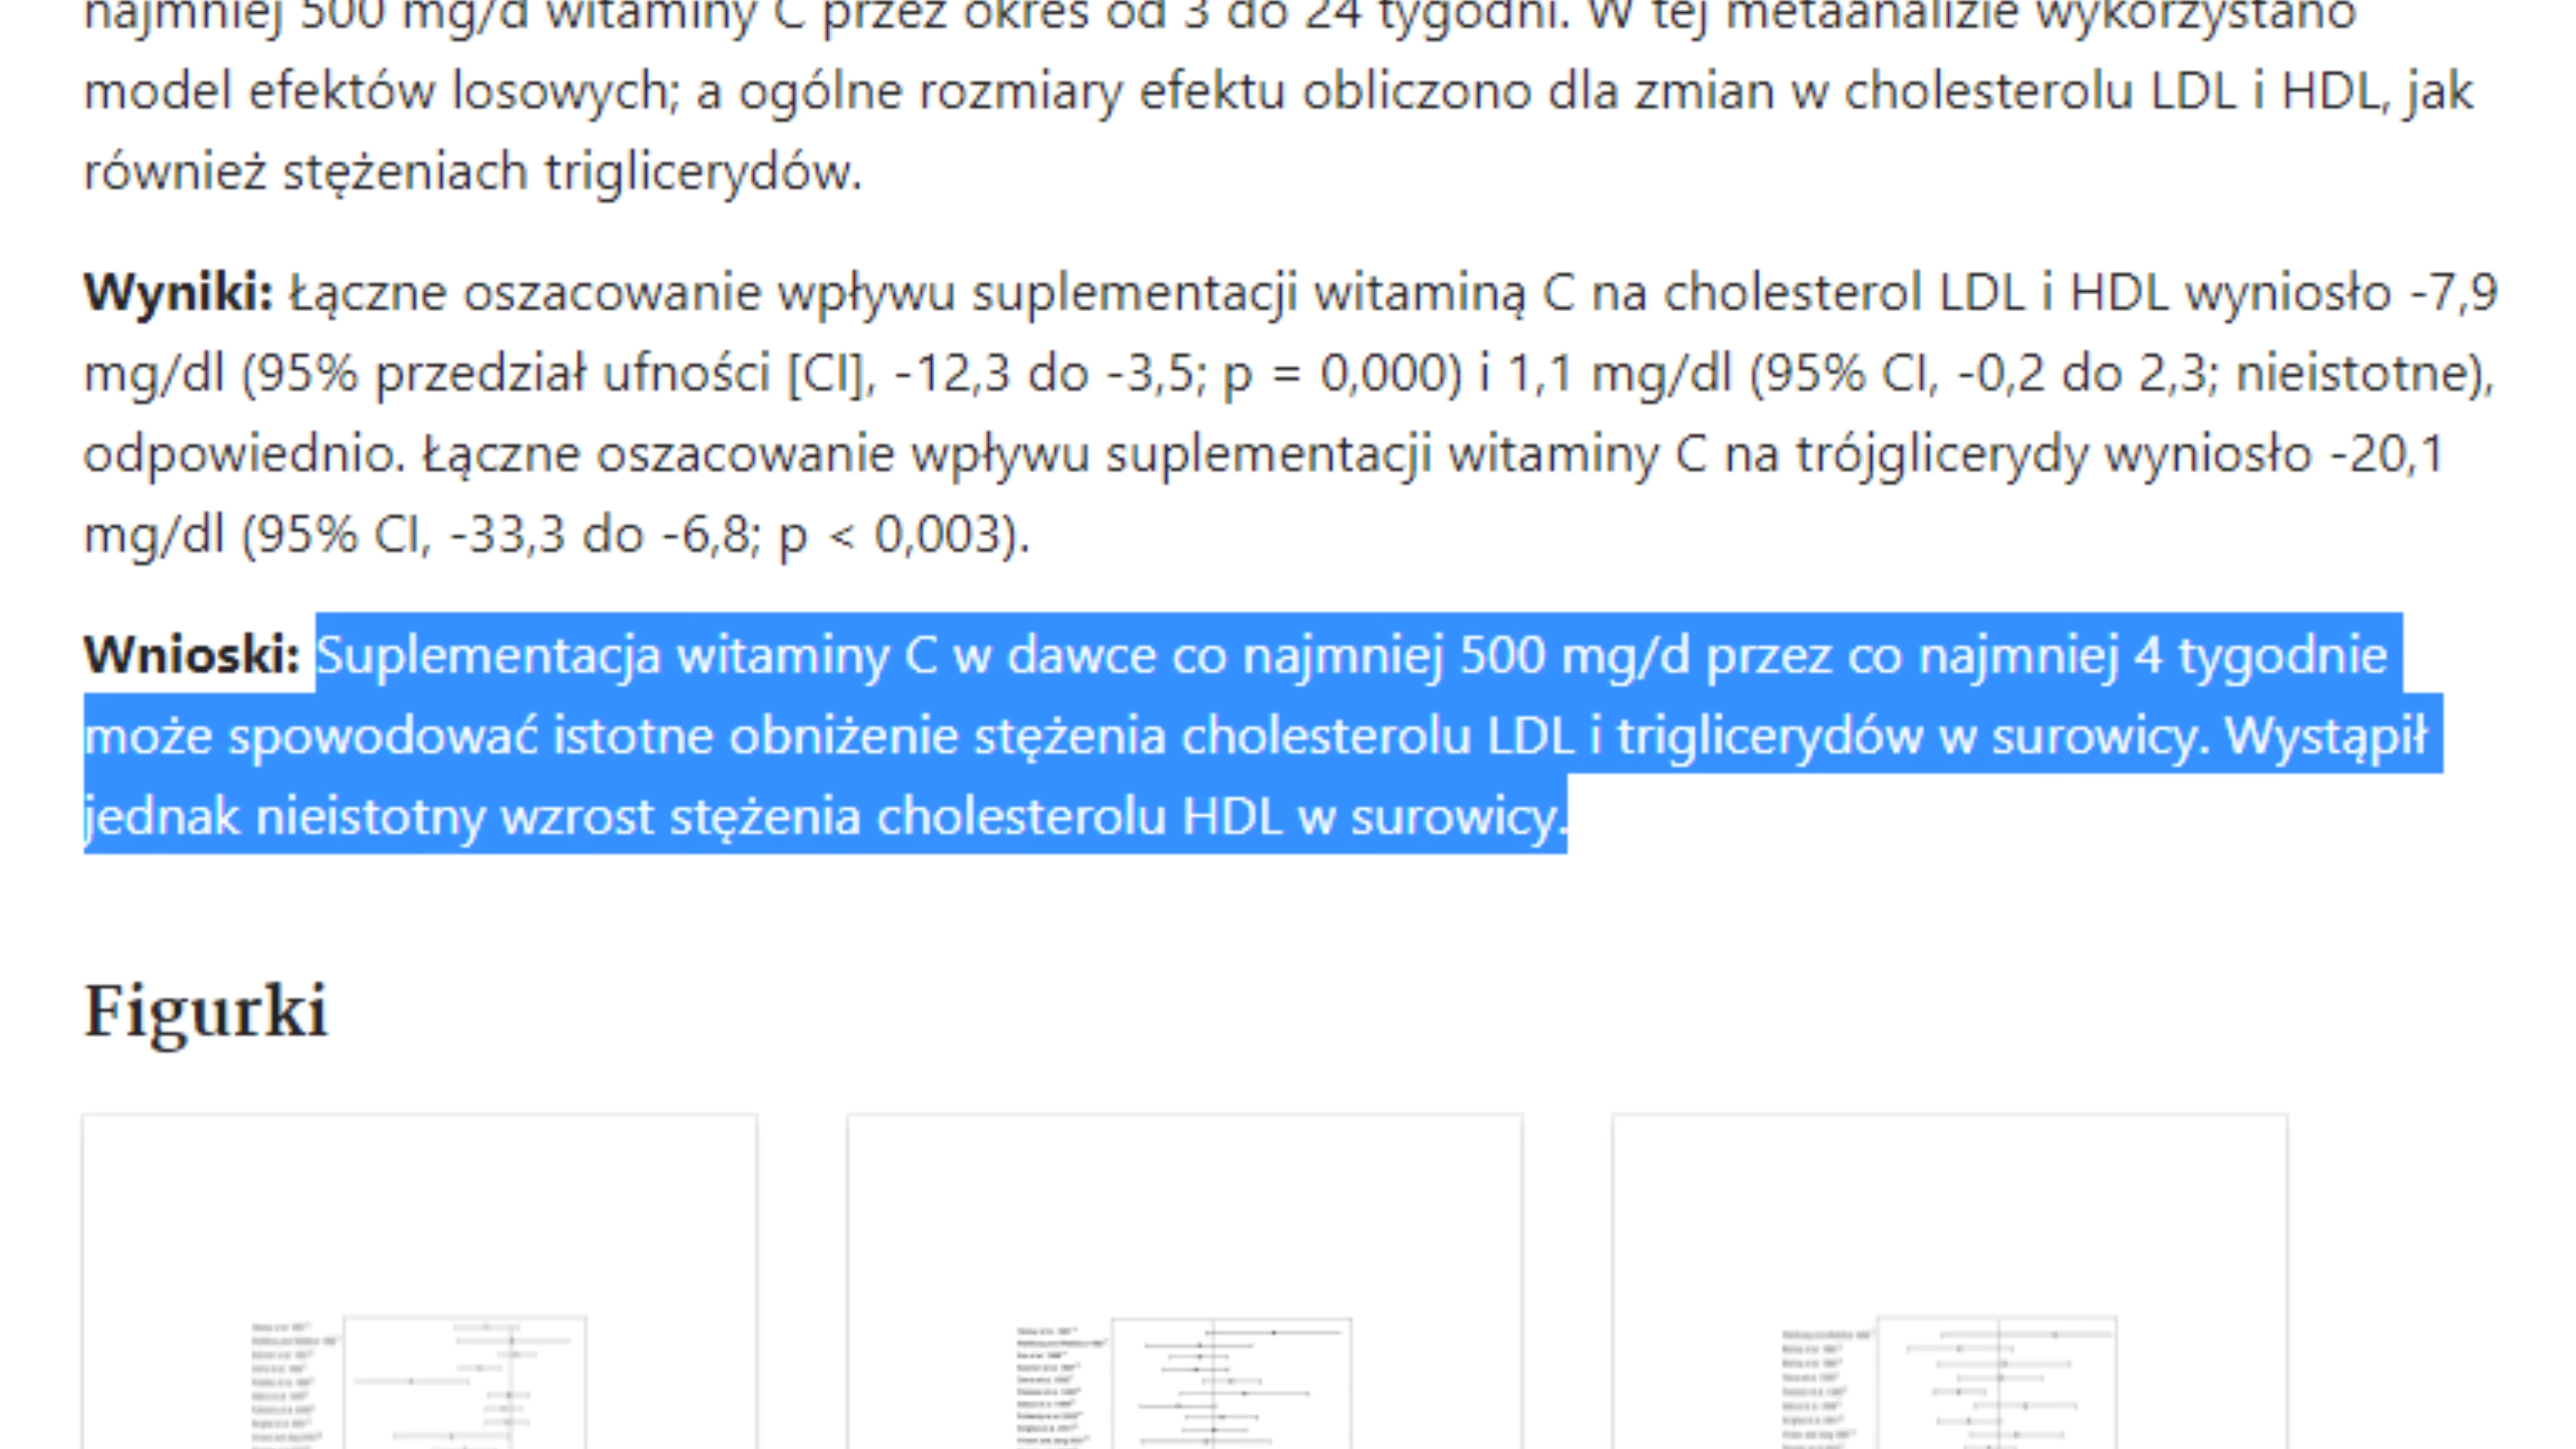 najmniej 500 mg/d witaminy C przez okres od 3 do 24 tygodni. W tej metaanalizie wykorzystano
model efektów losowych; a ogólne rozmiary efektu obliczono dla zmian w cholesterolu LDL i HDL, jak
również stężeniach triglicerydów.
Wyniki: Łączne oszacowanie wpływu suplementacji witaminą C na cholesterol LDL i HDL wyniosło -7,9
mg/dl (95% przedział ufności [CI], -12,3 do -3,5; p = 0,000) i 1,1 mg/dl (95% CI, -0,2 do 2,3; nieistotne),
odpowiednio. Łączne oszacowanie wpływu suplementacji witaminy C na trójglicerydy wyniosło -20,1
mg/dl (95% CI, -33,3 do -6,8; p < 0,003).
Wnioski: Suplementacja witaminy C w dawce co najmniej 500 mg/d przez co najmniej 4 tygodnie
może spowodować istotne obniżenie stężenia cholesterolu LDL i triglicerydów w surowicy. Wystąpił
jednak nieistotny wzrost stężenia cholesterolu HDL w surowicy.
Figurki